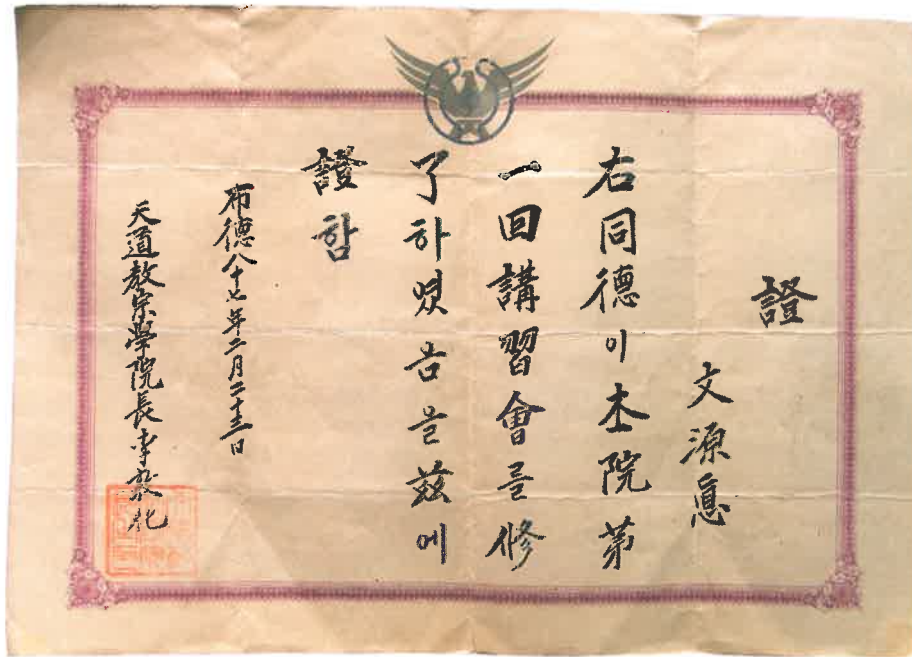 證
文源惪
右同德이本院第
一回講習會를修
了하엿슴을玆에
證함
布德八十七年二月二十三日
天道教宗學院長李敦化